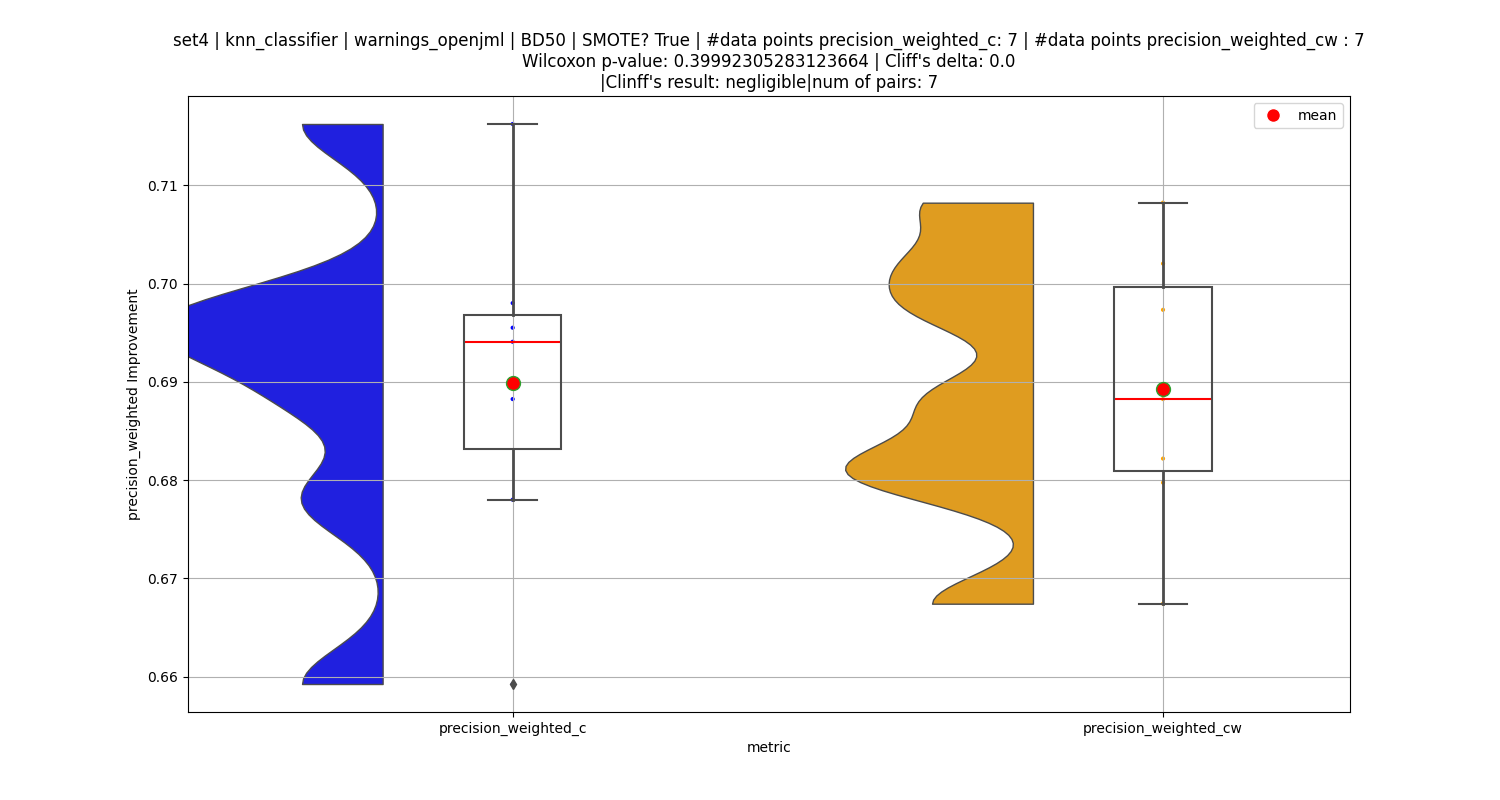 set4 | knn_classifier | warnings_openjml | BD50 | SMOTE? True | #data points precision_weighted_c: 7 | #data points precision_weighted_cw : 7
Wilcoxon p-value: 0.39992305283123664 | Cliff's delta: 0.0
|Clinff's result: negligible|num of pairs: 7
mean
0.71
0.70
0.69
0.68
0.67
0.66
precision_weighted Improvement
precision_weighted_c
precision_weighted_cw
metric